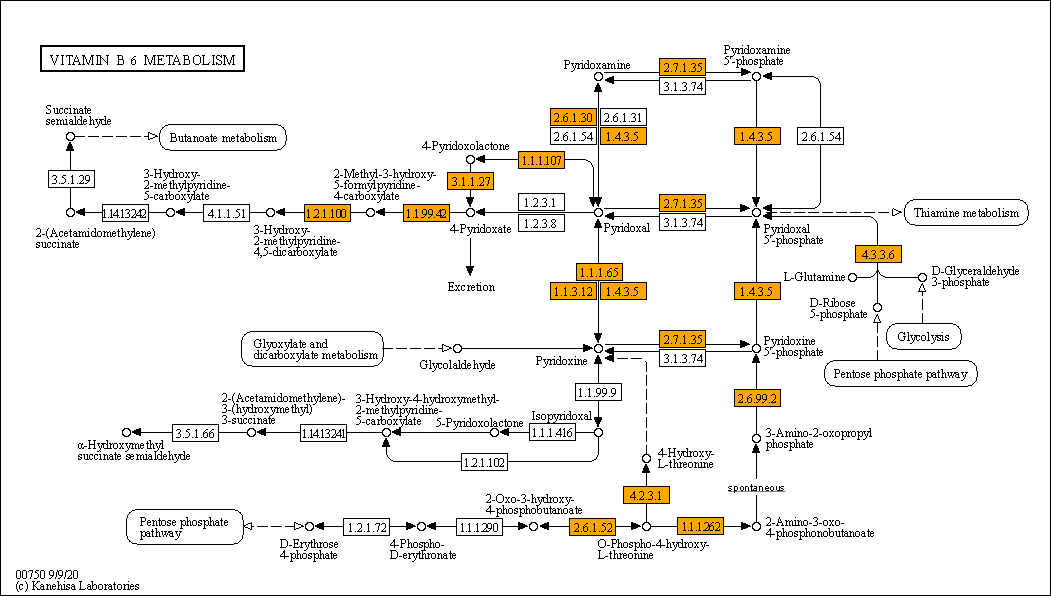 VITAMIN B 6 METABOLISM
Pyridoxamine
Pyridoxamine
5'-phosphate
2.7.1.35
3.1.3.74
Succinate
semialdehyde
Butanoate metabolism
2.6.1.30
2.6.1.31
2.6.1.54
1.4.3.5
1.4.3.5
2.6.1.54
4-Pyridoxolactone
1.1.1.107
3.5.1.29
3-Hydroxy-
2-methylpyridine-
5-carboxylate
2-Methyl-3-hydroxy-
5-formylpyridine-
4-carboxylate
3.1.1.27
1.14.13.242
4.1.1.51
1.2.1.100
1.1.99.42
1.2.3.1
1.2.3.8
2.7.1.35
3.1.3.74
Thiamine metabolism
2-(Acetamidomethylene)
succinate
3-Hydroxy-
2-methylpyridine-
4,5-dicarboxylate
4-Pyridoxate
Pyridoxal
Pyridoxal
5'-phosphate
4.3.3.6
Excretion
1.1.1.65
1.1.3.12
1.4.3.5
1.4.3.5
L-Glutamine
D-Glyceraldehyde
3-phosphate
D-Ribose
5-phosphate
Glycolysis
Glyoxylate and
dicarboxylate metabolism
Glycolaldehyde
Pyridoxine
2.7.1.35
3.1.3.74
Pyridoxine
5'-phosphate
Pentose phosphate pathway
1.1.99.9
2.6.99.2
2-(Acetamidomethylene)-
3-(hydroxymethyl)
3-succinate
3-Hydroxy-4-hydroxymethyl-
2-methylpyridine-
5-carboxylate
5-Pyridoxolactone
Isopyridoxal
3.5.1.66
1.14.13.241
1.1.1.416
α-Hydroxymethyl
succinate semialdehyde
1.2.1.102
4-Hydroxy-
L-threonine
3-Amino-2-oxopropyl
phosphate
spontaneous
4.2.3.1
2-Oxo-3-hydroxy-
4-phosphobutanoate
Pentose phosphate
pathway
1.2.1.72
1.1.1.290
2.6.1.52
1.1.1.262
D-Erythrose
4-phosphate
4-Phospho-
D-erythronate
O-Phospho-4-hydroxy-
L-threonine
2-Amino-3-oxo-
4-phosphonobutanoate
00750 9/9/20
(c) Kanehisa Laboratories